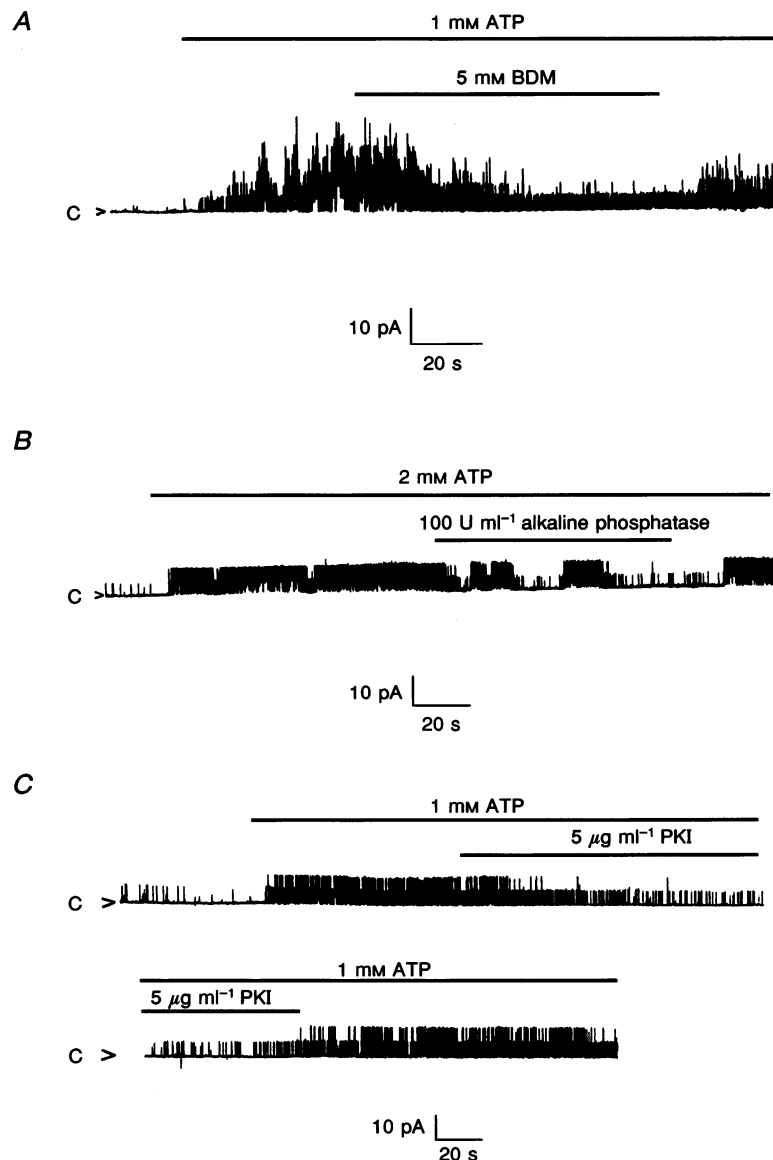 A
1 mM ATP
5 mM BDM
C >
10 pA
20 s
B
2 mM ATP
100 U ml⁻¹ alkaline phosphatase
C >
10 pA
20 s
C
1 mM ATP
5 μg ml⁻¹ PKI
C >
1 mM ATP
5 μg ml⁻¹ PKI
C >
10 pA
20 s